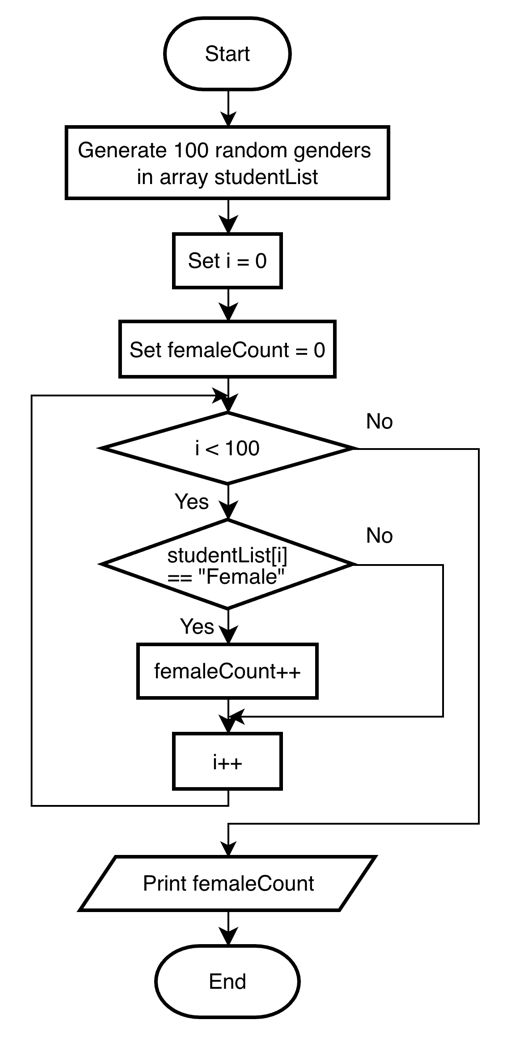 Start
Generate 100 random genders
in array studentList
Set i = 0
Set femaleCount = 0
i < 100
No
Yes
studentList[i]
== "Female"
No
Yes
femaleCount++
i++
Print femaleCount
End